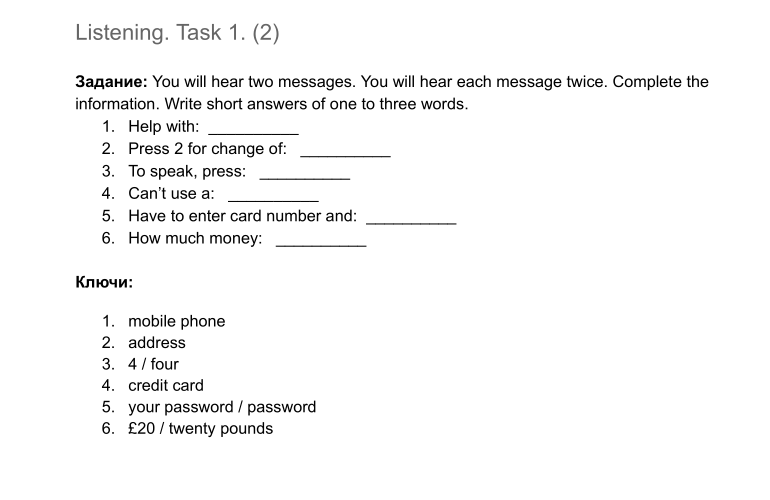 Listening. Task 1. (2)
Задание: You will hear two messages. You will hear each message twice. Complete the
information. Write short answers of one to three words.
1. Help with: __________
2. Press 2 for change of: __________
3. To speak, press: __________
4. Can’t use a: __________
5. Have to enter card number and: __________
6. How much money: __________
Ключи:
1. mobile phone
2. address
3. 4 / four
4. credit card
5. your password / password
6. £20 / twenty pounds